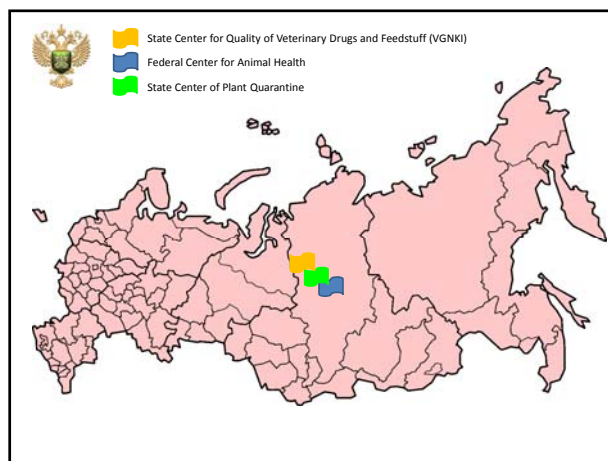 State Center for Quality of Veterinary Drugs and Feedstuff (VGNKI)
Federal Center for Animal Health
State Center of Plant Quarantine